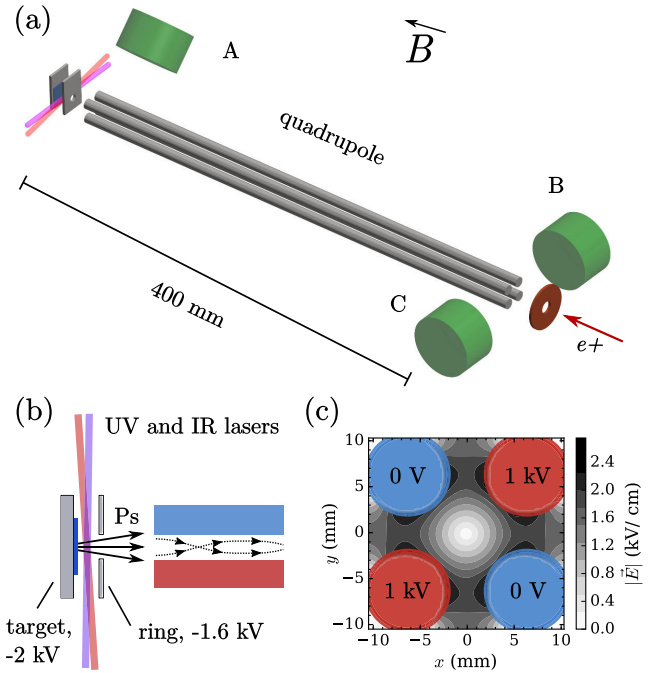 (a)
A
B
quadrupole
B
400 mm
C
e+
(b)
UV and IR lasers
Ps
target,
-2 kV
ring, -1.6 kV
(c)
0 V
1 kV
1 kV
0 V
10
5
0
−5
−10
−10
−5
0
5
10
y (mm)
x (mm)
2.4
2.0
1.6
1.2
0.8
0.4
0.0
|E⃗| (kV/ cm)